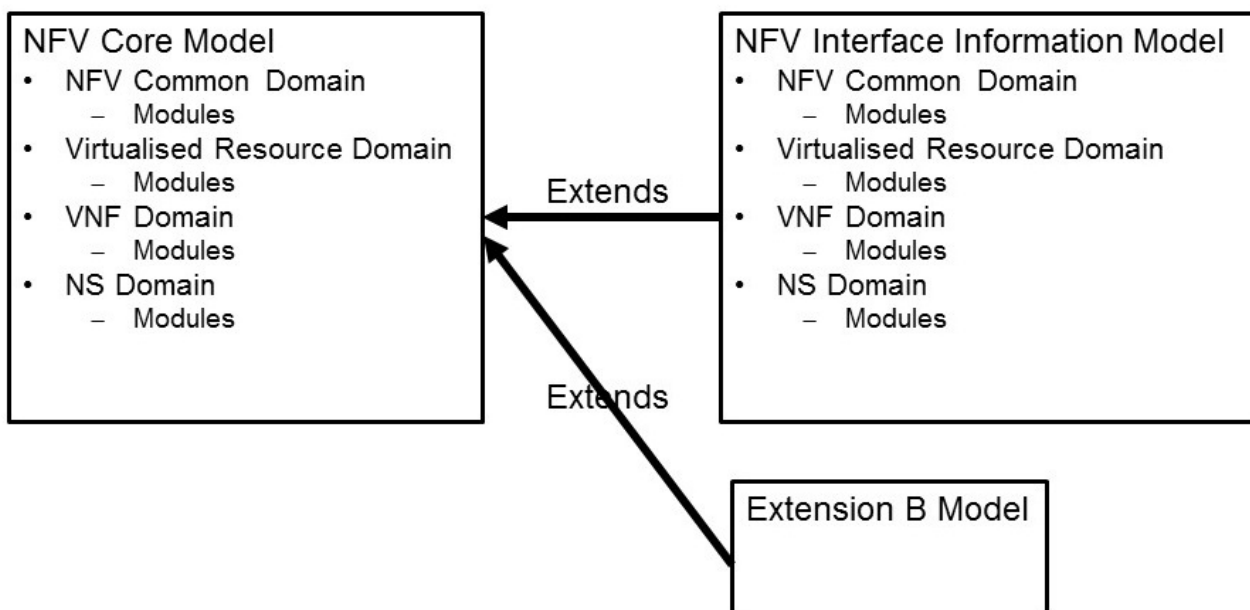 NFV Core Model
• NFV Common Domain
– Modules
• Virtualised Resource Domain
– Modules
• VNF Domain
– Modules
• NS Domain
– Modules
Extends
Extends
NFV Interface Information Model
• NFV Common Domain
– Modules
• Virtualised Resource Domain
– Modules
• VNF Domain
– Modules
• NS Domain
– Modules
Extension B Model